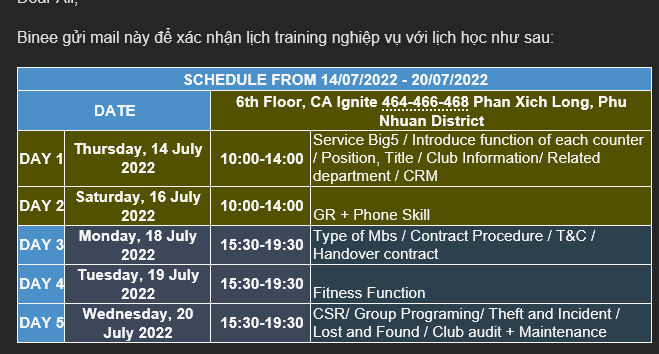 Dear All,
Binee gửi mail này để xác nhận lịch training nghiệp vụ với lịch học như sau:
SCHEDULE FROM 14/07/2022 - 20/07/2022
DATE
6th Floor, CA Ignite 464-466-468 Phan Xich Long, Phu
Nhuan District
DAY 1
Thursday, 14 July
2022
10:00-14:00
Service Big5 / Introduce function of each counter
/ Position, Title / Club Information/ Related
department / CRM
DAY 2
Saturday, 16 July
2022
10:00-14:00
GR + Phone Skill
DAY 3
Monday, 18 July
2022
15:30-19:30
Type of Mbs / Contract Procedure / T&C /
Handover contract
DAY 4
Tuesday, 19 July
2022
15:30-19:30
Fitness Function
DAY 5
Wednesday, 20
July 2022
15:30-19:30
CSR/ Group Programing/ Theft and Incident /
Lost and Found / Club audit + Maintenance